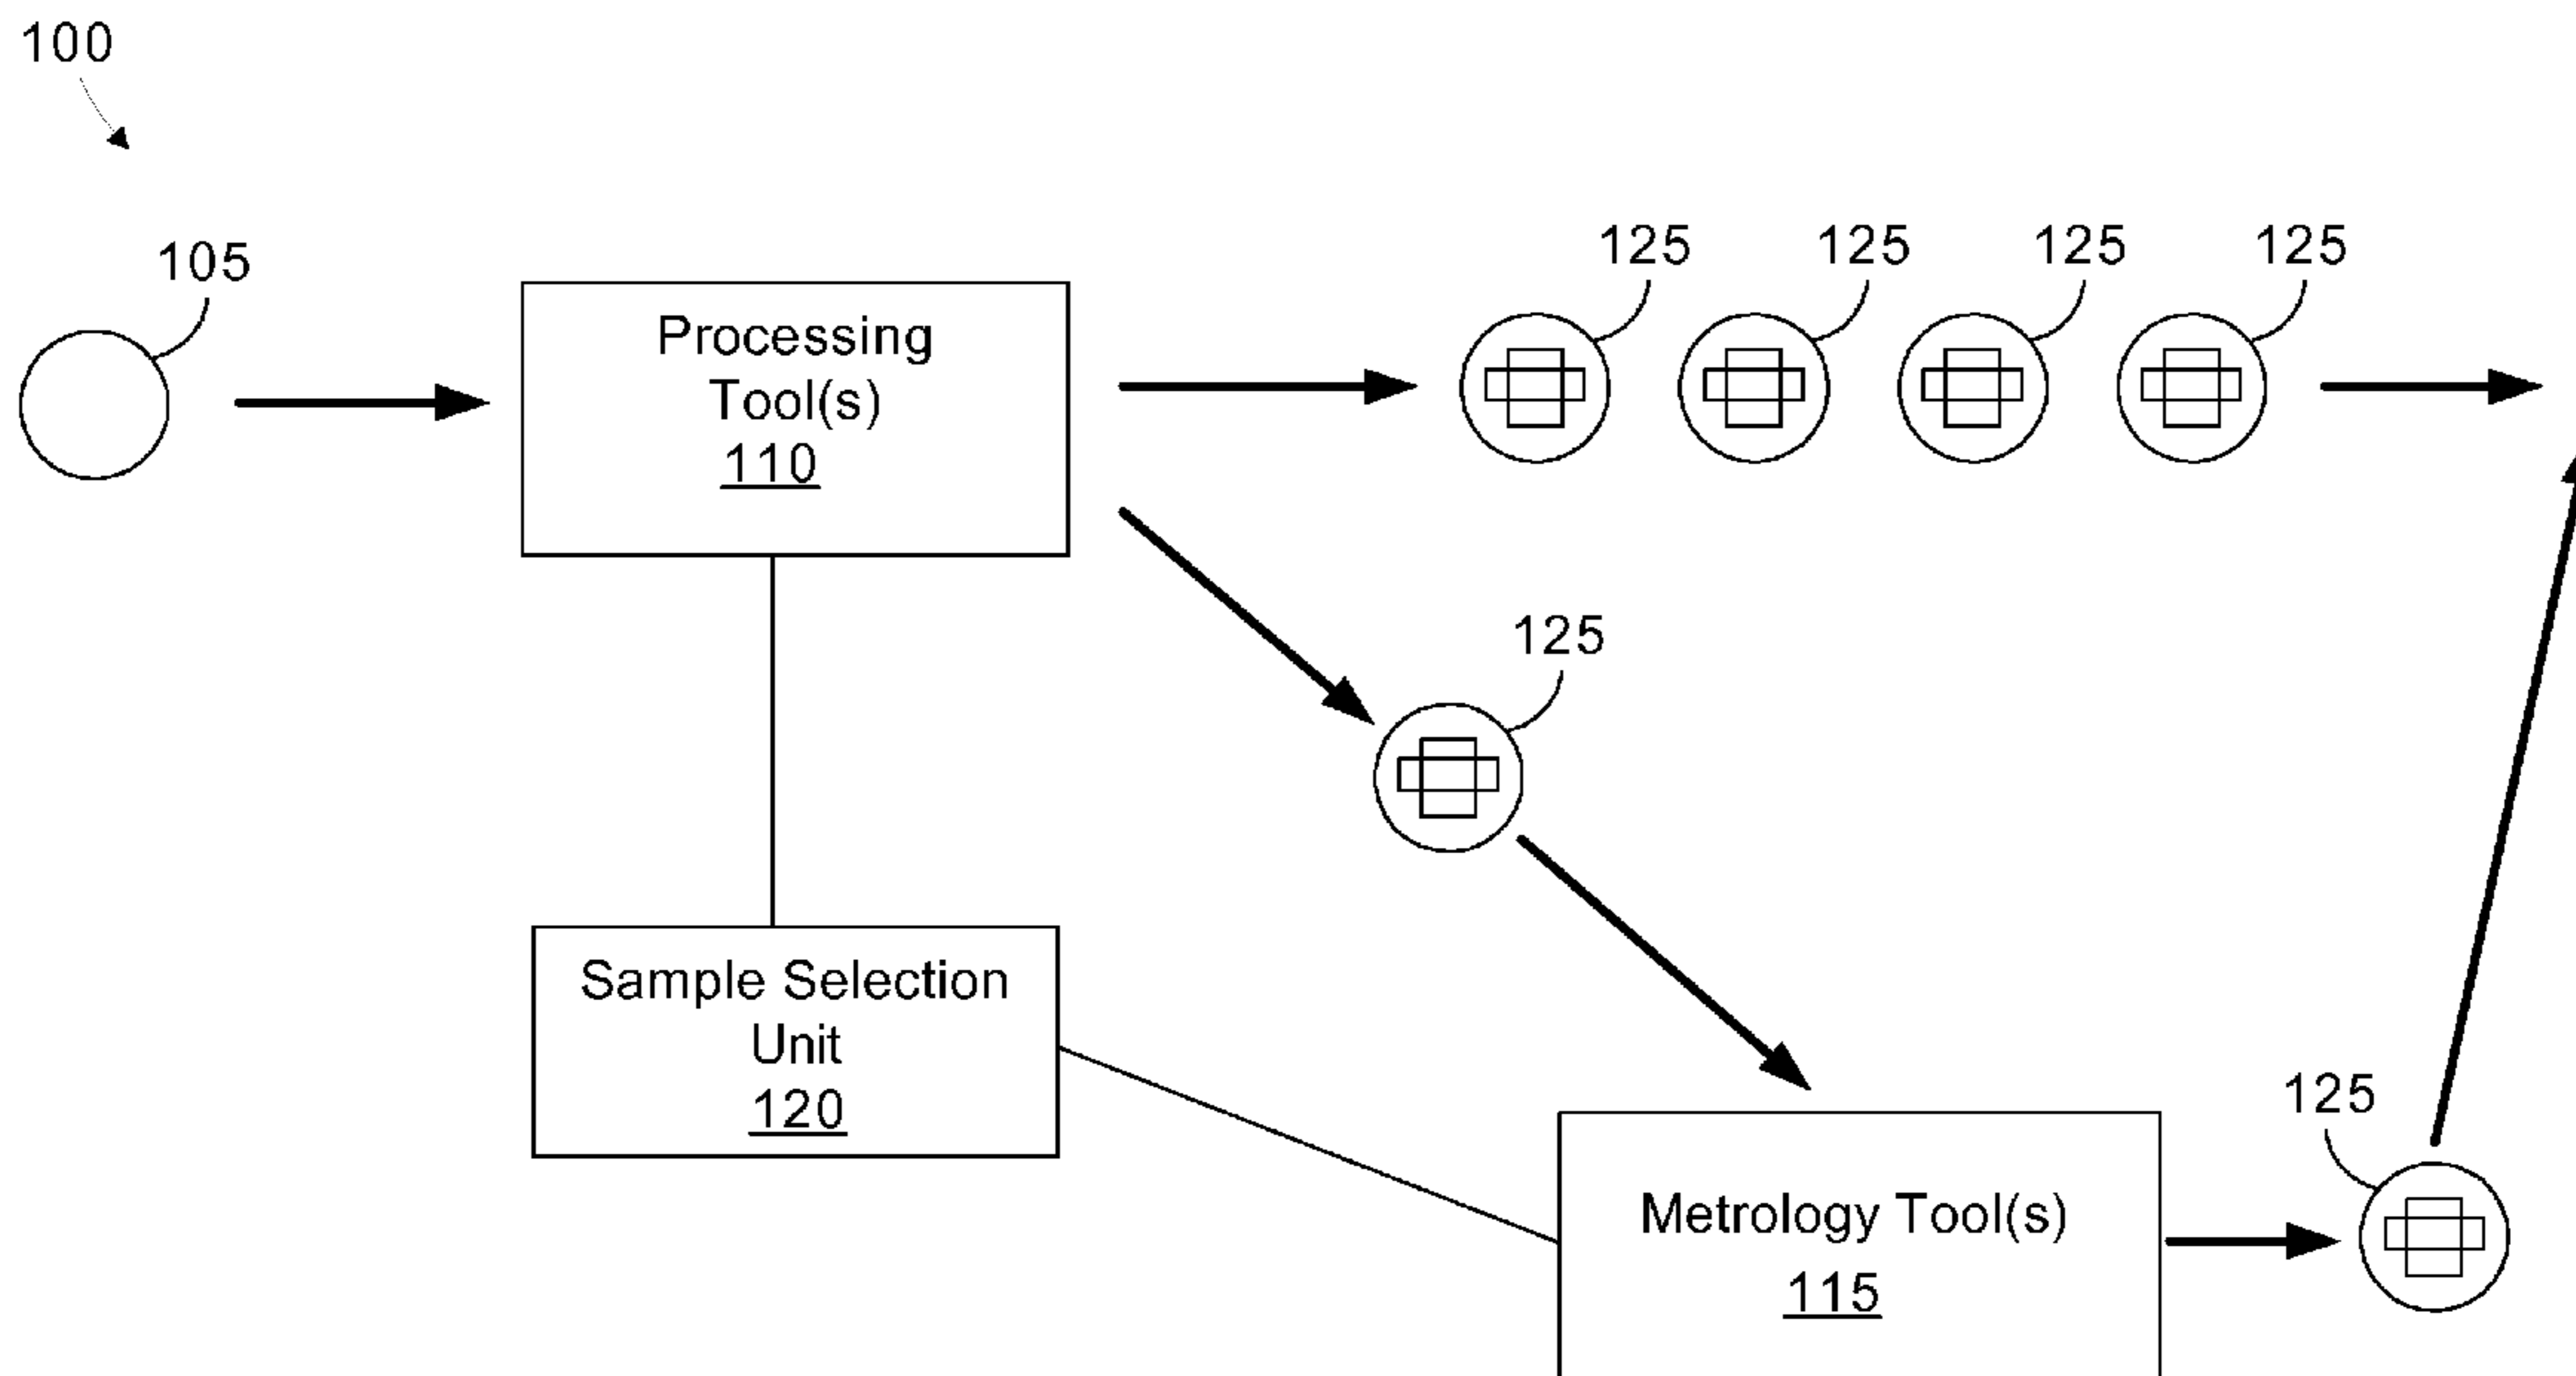 100
105
Processing
Tool(s)
110
125
125
125
125
125
Sample Selection
Unit
120
Metrology Tool(s)
115
125